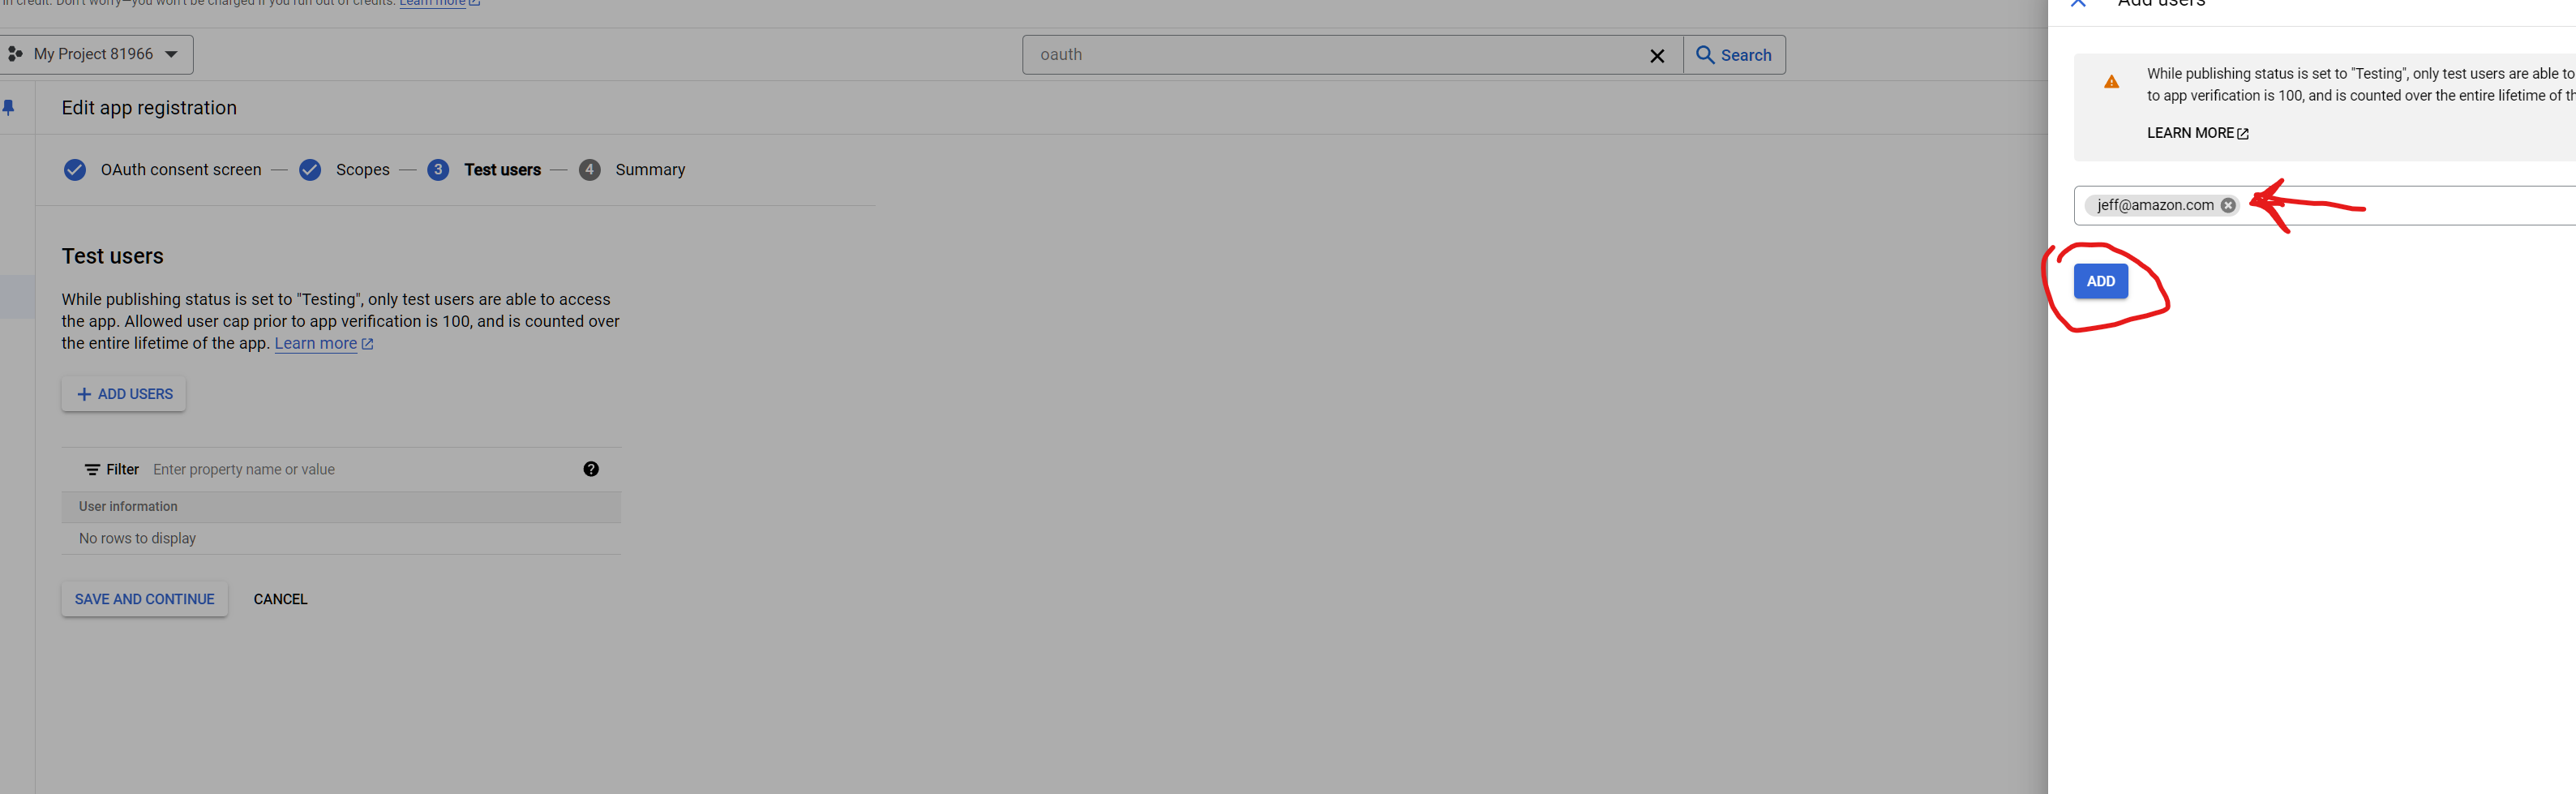 in credit. Don't worry—you won't be charged if you run out of credits. Learn more
My Project 81966
oauth
Search
Edit app registration
OAuth consent screen
Scopes
3
Test users
4
Summary
Test users
While publishing status is set to "Testing", only test users are able to access
the app. Allowed user cap prior to app verification is 100, and is counted over
the entire lifetime of the app. Learn more
ADD USERS
Filter
Enter property name or value
User information
No rows to display
SAVE AND CONTINUE
CANCEL
Add users
While publishing status is set to "Testing", only test users are able to
to app verification is 100, and is counted over the entire lifetime of
LEARN MORE
jeff@amazon.com
ADD